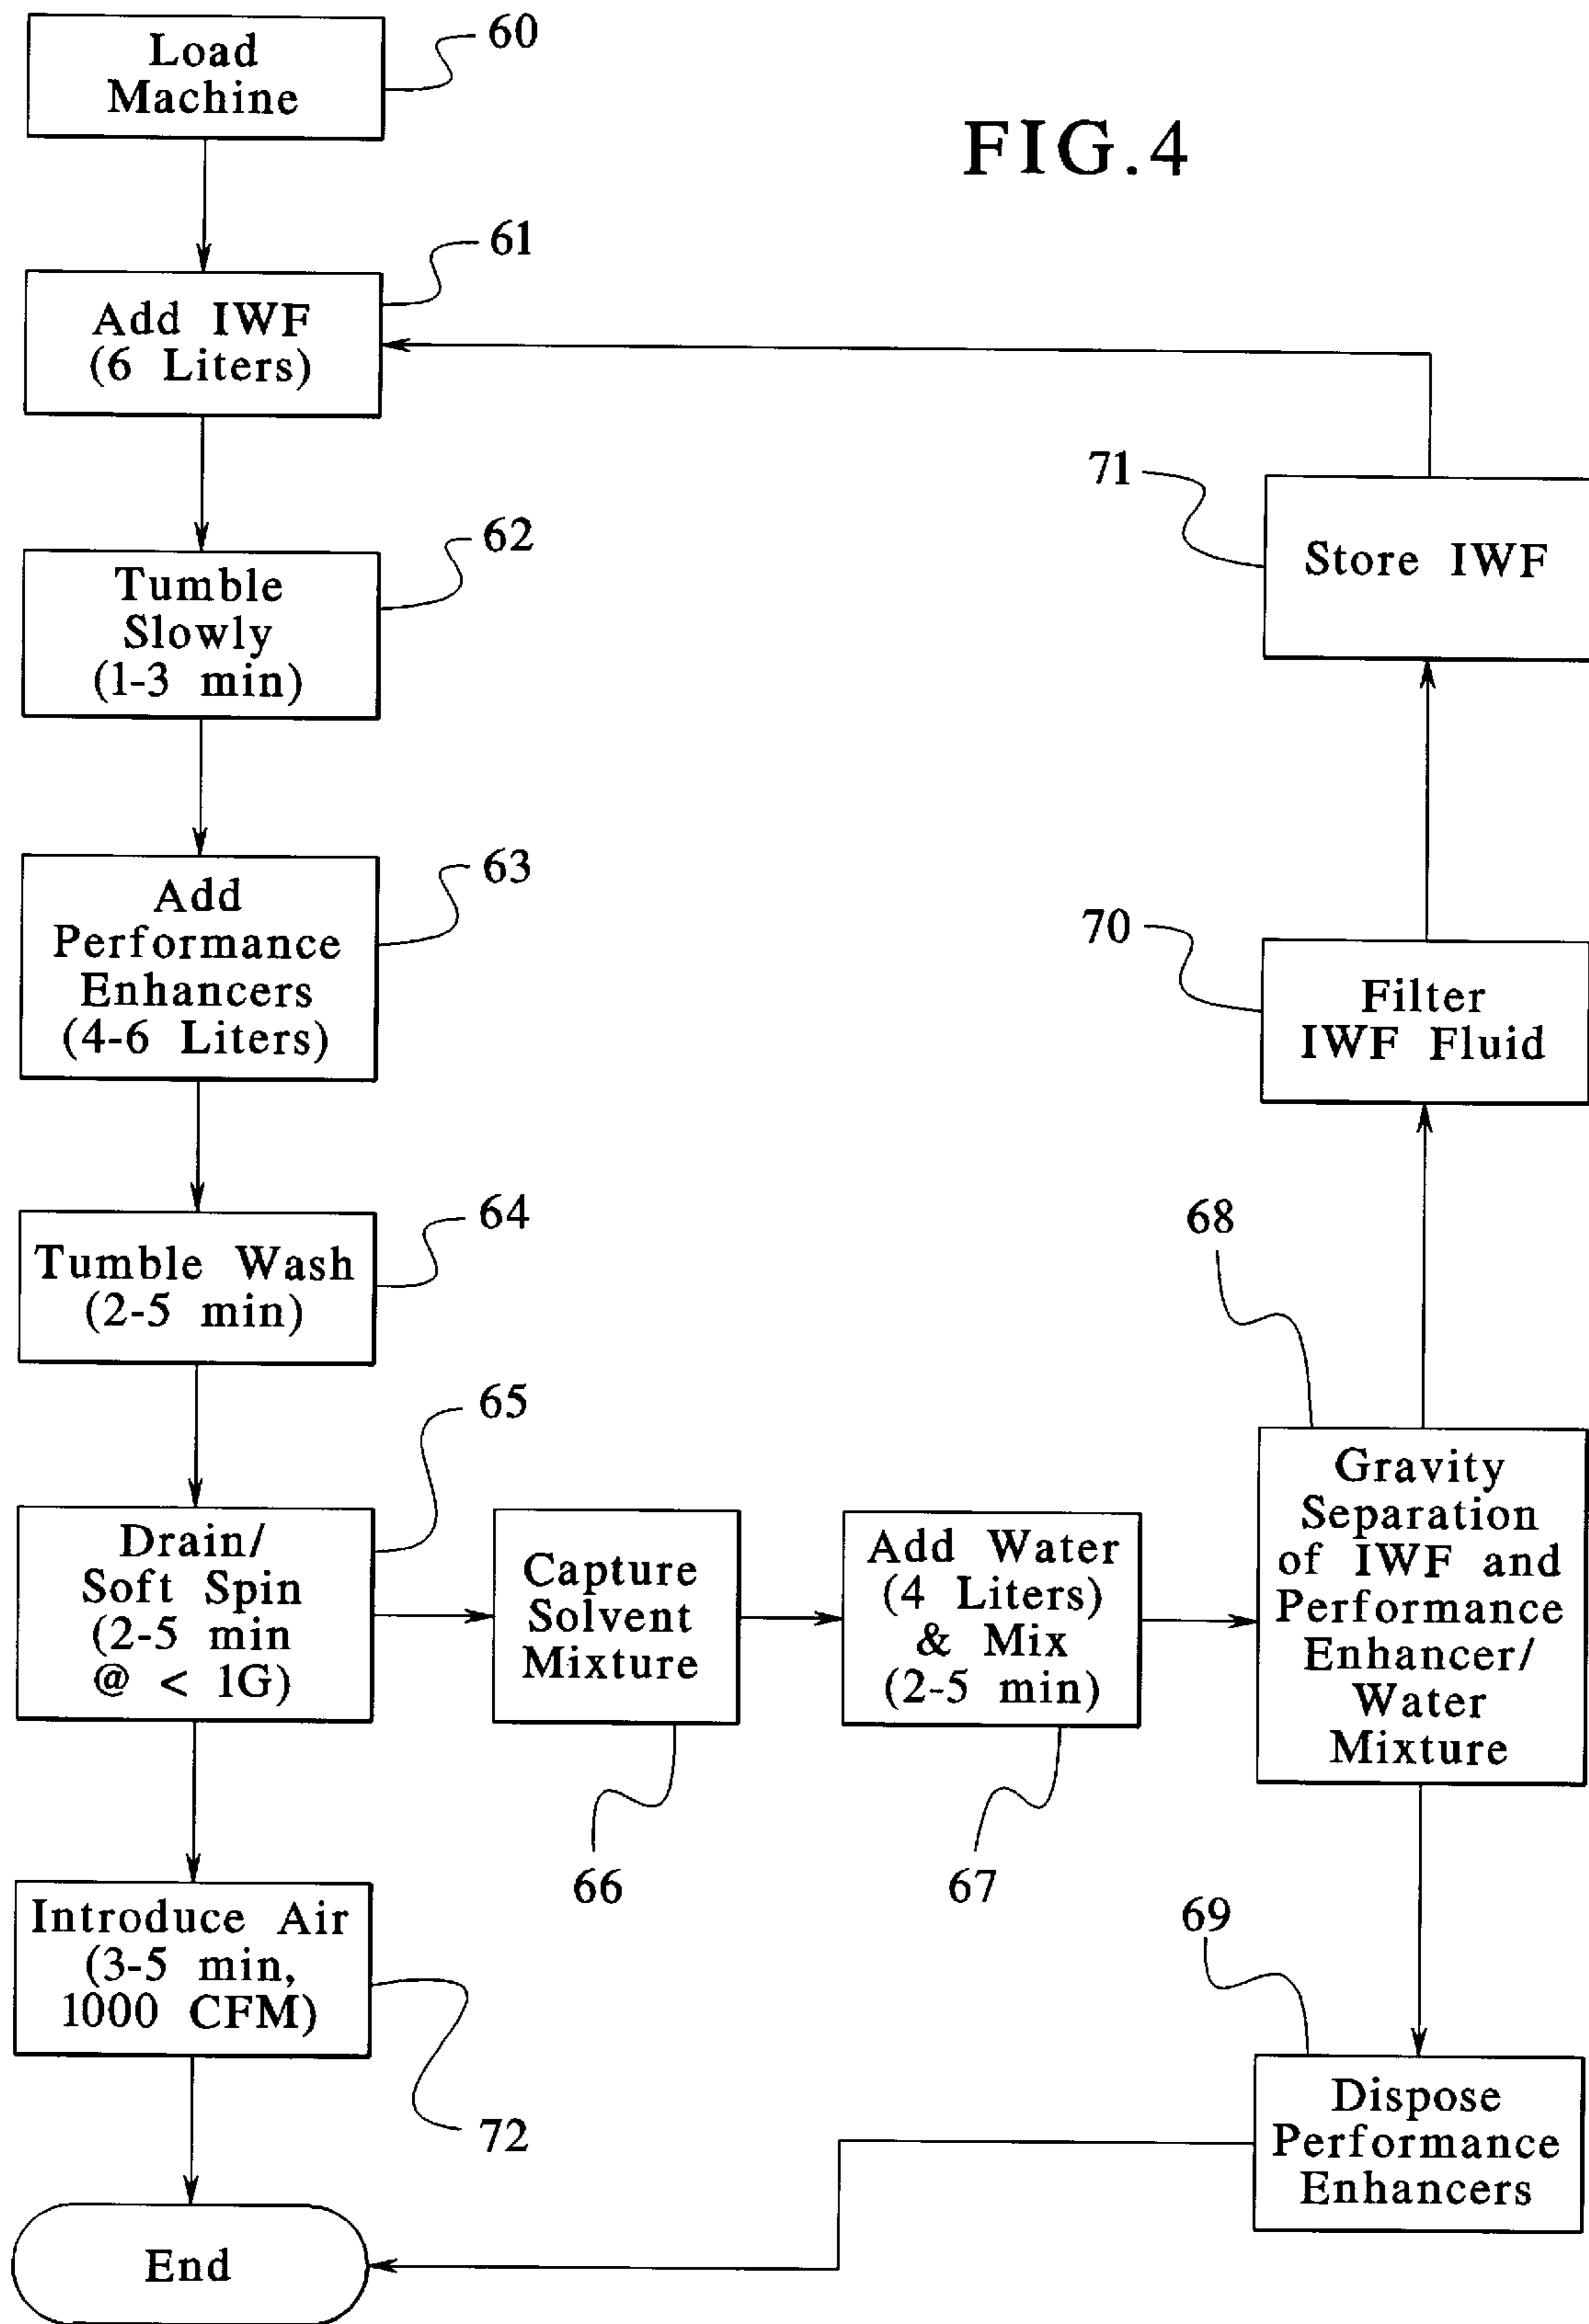 FIG.4
Load
Machine
60
Add IWF
(6 Liters)
61
Tumble
Slowly
(1-3 min)
62
Add
Performance
Enhancers
(4-6 Liters)
63
Tumble Wash
(2-5 min)
64
Drain/
Soft Spin
(2-5 min
@ < 1G)
65
Capture
Solvent
Mixture
66
Add Water
(4 Liters)
& Mix
(2-5 min)
67
Gravity
Separation
of IWF and
Performance
Enhancer/
Water
Mixture
68
Dispose
Performance
Enhancers
69
Filter
IWF Fluid
70
Store IWF
71
Introduce Air
(3-5 min,
1000 CFM)
72
End